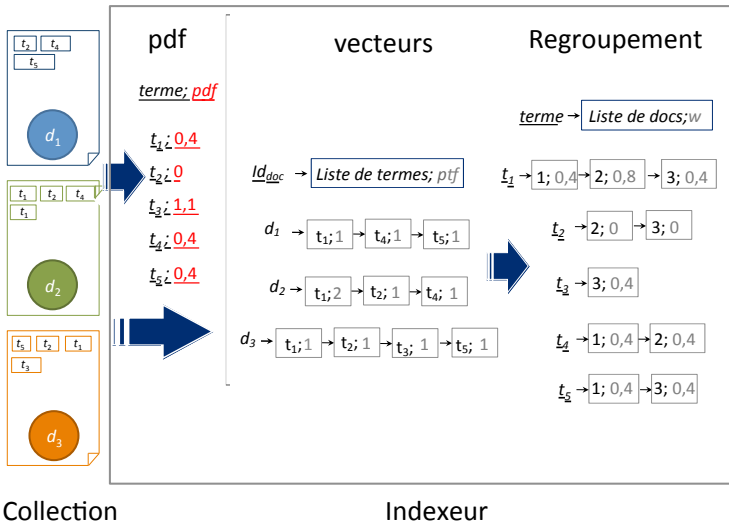 pdf
vecteurs
Regroupement
t2 t4
t5
d1
t1 t2 t4
t1
d2
t5 t2 t1
t3
d3
terme; pdf
t1; 0,4
t2; 0
t3; 1,1
t4; 0,4
t5; 0,4
Iddoc → Liste de termes; ptf
d1 → t1;1 → t4;1 → t5;1
d2 → t1;2 → t2; 1 → t4; 1
d3 → t1;1 → t2; 1 → t3; 1 → t5; 1
terme → Liste de docs;w
t1 → 1; 0,4 → 2; 0,8 → 3; 0,4
t2 → 2; 0 → 3; 0
t3 → 3; 0,4
t4 → 1; 0,4 → 2; 0,4
t5 → 1; 0,4 → 3; 0,4
Collection
Indexeur